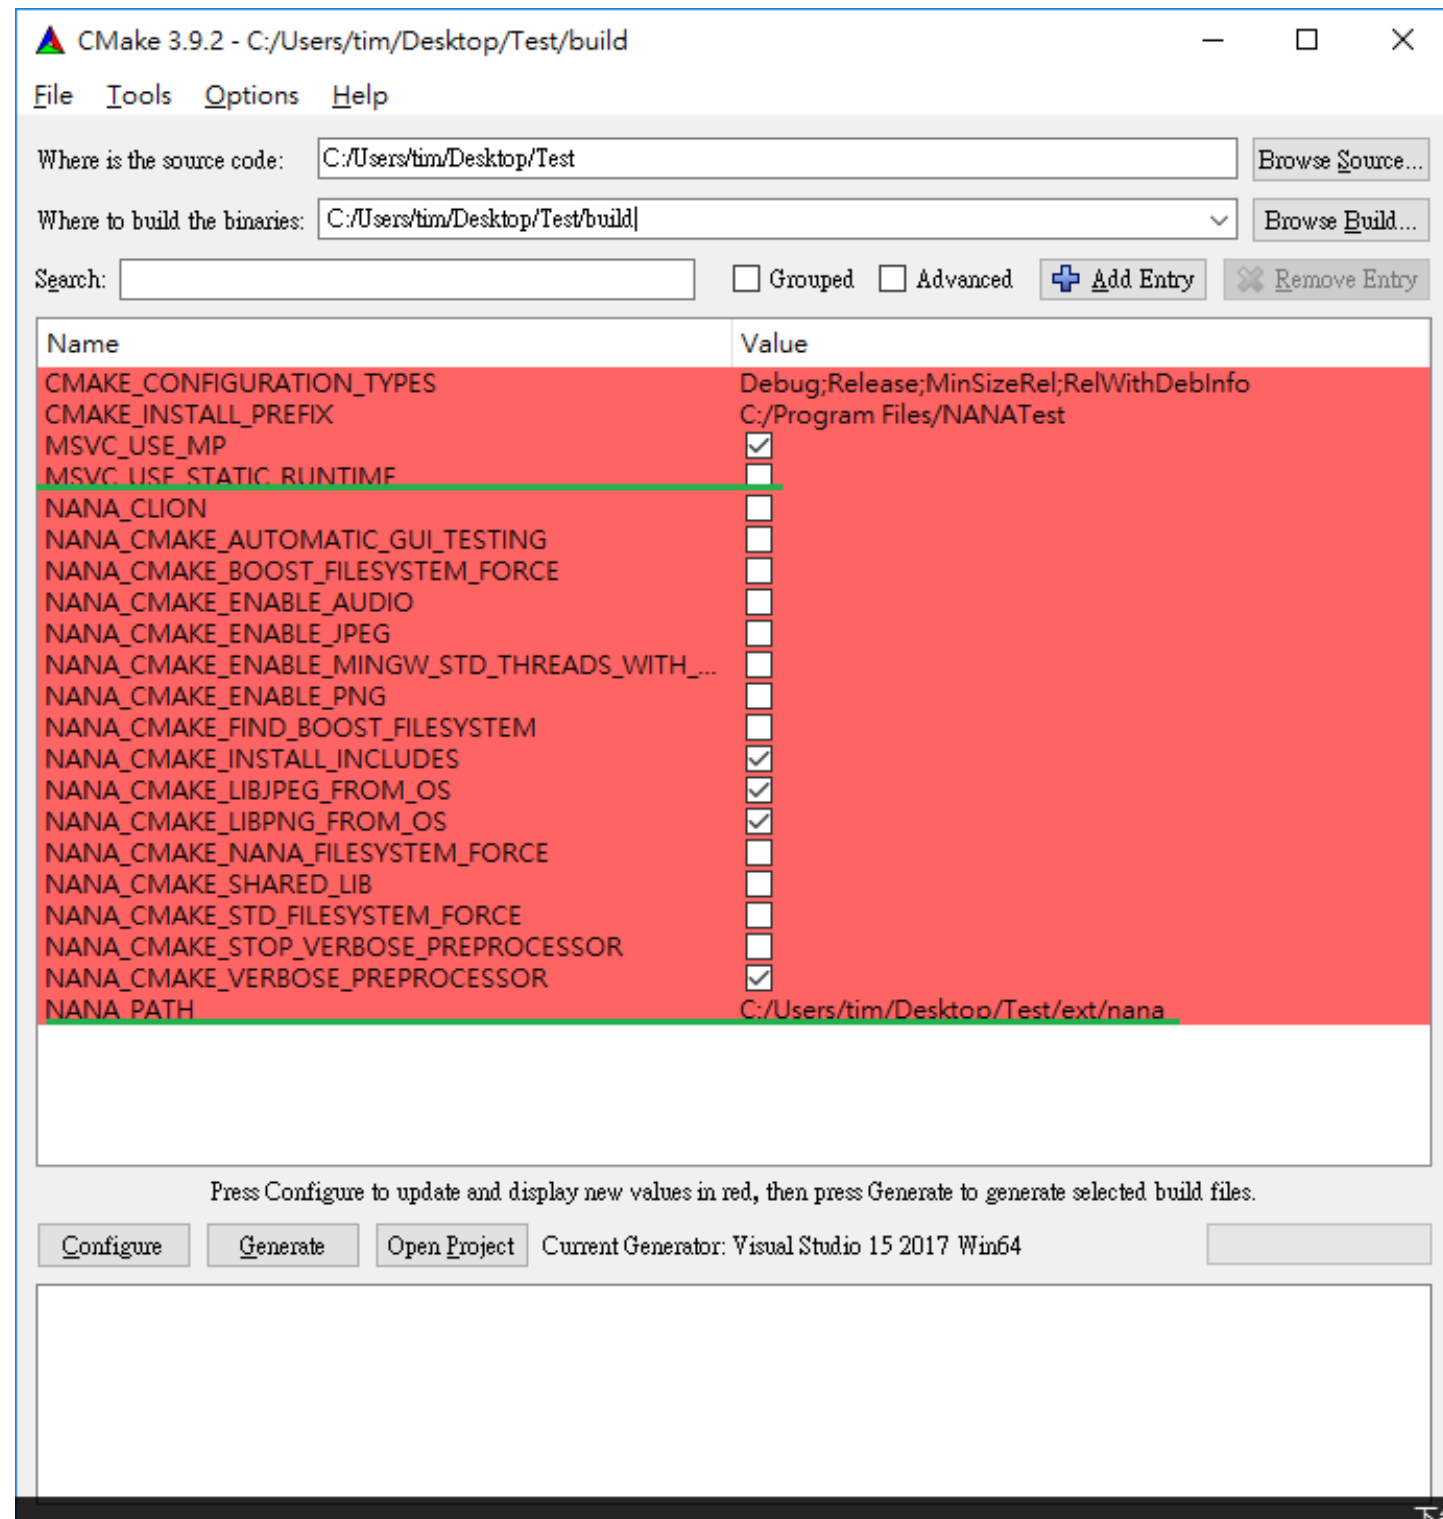 CMake 3.9.2 - C:/Users/tim/Desktop/Test/build
File Tools Options Help
Where is the source code: C:/Users/tim/Desktop/Test Browse Source...
Where to build the binaries: C:/Users/tim/Desktop/Test/build Browse Build...
Search: Grouped Advanced Add Entry Remove Entry
Name Value
CMAKE_CONFIGURATION_TYPES Debug;Release;MinSizeRel;RelWithDebInfo
CMAKE_INSTALL_PREFIX C:/Program Files/NANATest
MSVC_USE_MP
MSVC_USE_STATIC_RUNTIME
NANA_CLION
NANA_CMAKE_AUTOMATIC_GUI_TESTING
NANA_CMAKE_BOOST_FILESYSTEM_FORCE
NANA_CMAKE_ENABLE_AUDIO
NANA_CMAKE_ENABLE_JPEG
NANA_CMAKE_ENABLE_MINGW_STD_THREADS_WITH_...
NANA_CMAKE_ENABLE_PNG
NANA_CMAKE_FIND_BOOST_FILESYSTEM
NANA_CMAKE_INSTALL_INCLUDES
NANA_CMAKE_LIBJPEG_FROM_OS
NANA_CMAKE_LIBPNG_FROM_OS
NANA_CMAKE_NANA_FILESYSTEM_FORCE
NANA_CMAKE_SHARED_LIB
NANA_CMAKE_STD_FILESYSTEM_FORCE
NANA_CMAKE_STOP_VERBOSE_PREPROCESSOR
NANA_CMAKE_VERBOSE_PREPROCESSOR
NANA_PATH C:/Users/tim/Desktop/Test/ext/nana
Press Configure to update and display new values in red, then press Generate to generate selected build files.
Configure Generate Open Project Current Generator: Visual Studio 15 2017 Win64